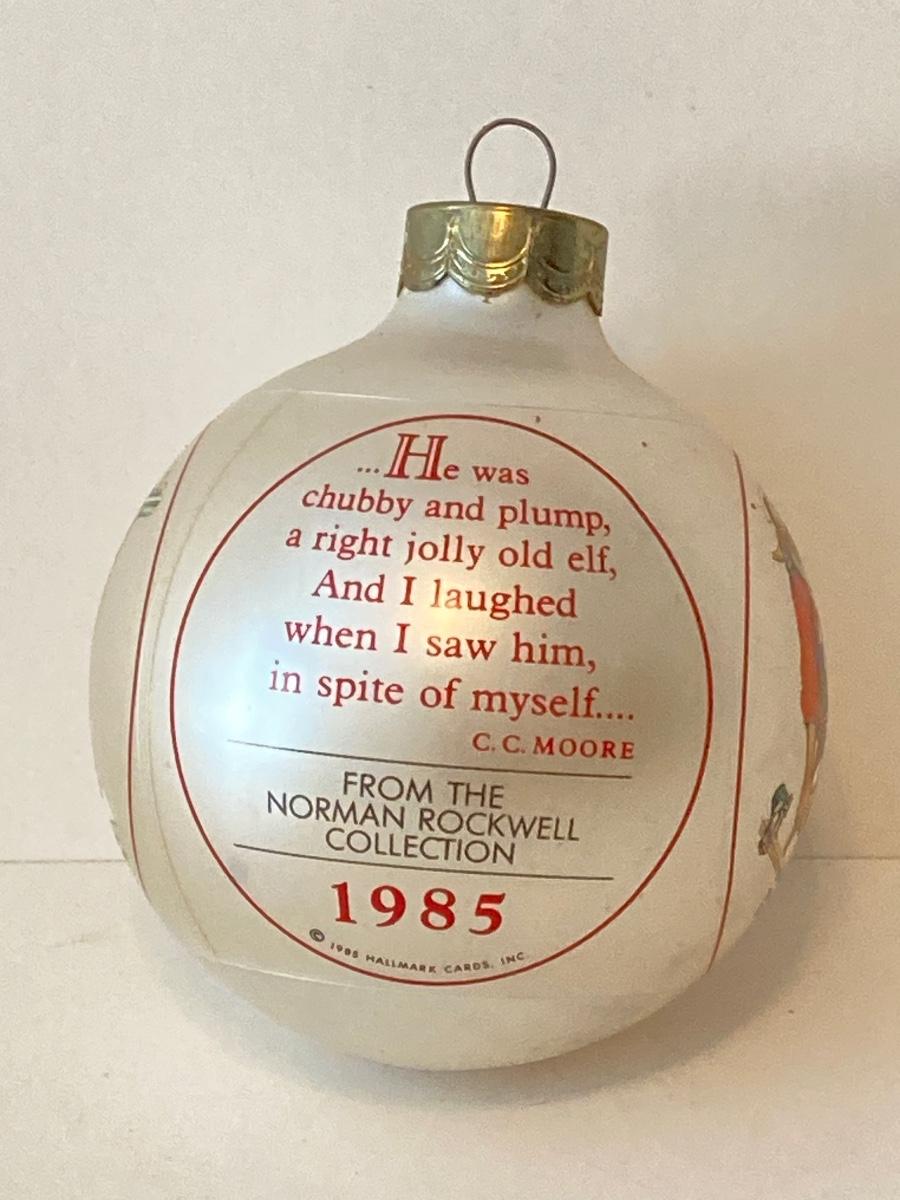 ...He was
chubby and plump,
a right jolly old elf,
And I laughed
when I saw him,
in spite of myself....
C. C. MOORE
FROM THE
NORMAN ROCKWELL
COLLECTION
1985
© 1985 HALLMARK CARDS, INC.